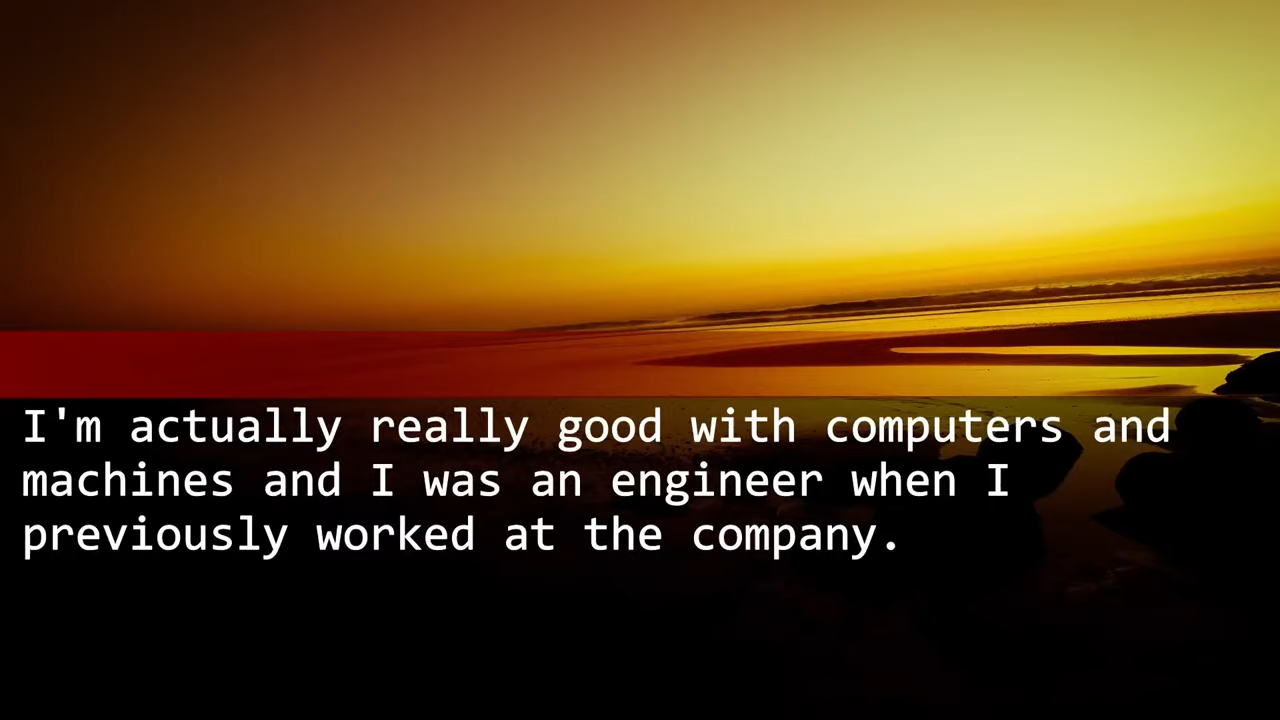 I'm actually really good with computers and
machines and I was an engineer when I
previously worked at the company.